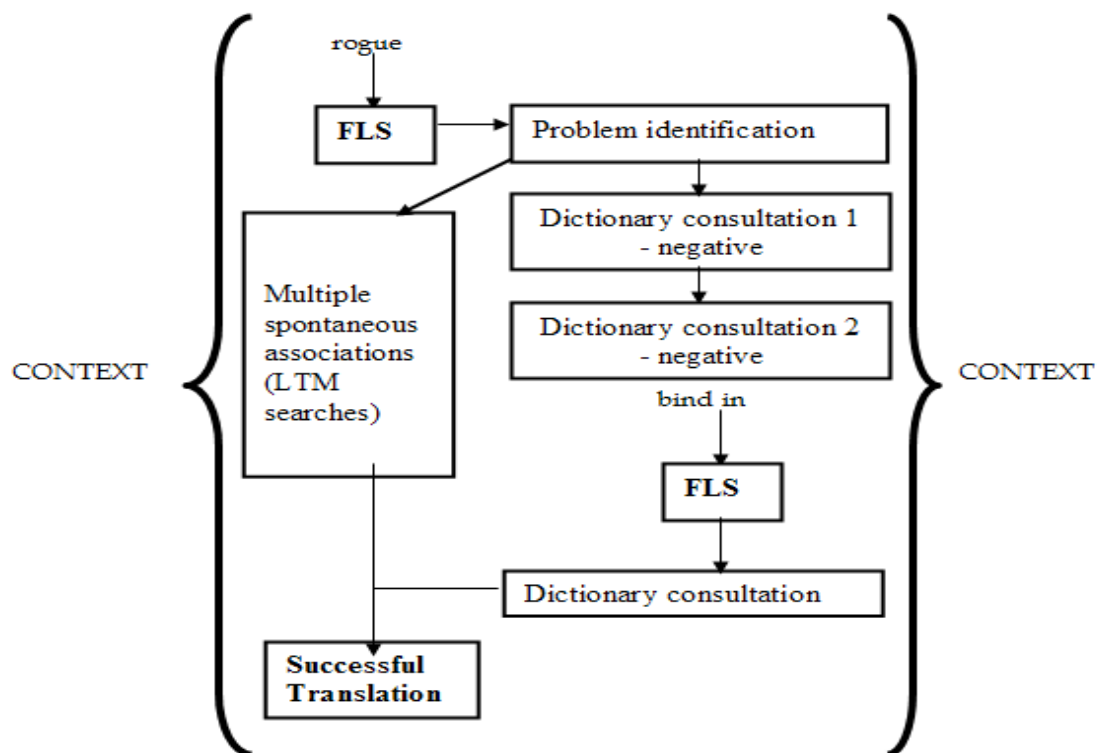 rogue
FLS
Problem identification
Dictionary consultation 1
- negative
Multiple
spontaneous
associations
(LTM
searches)
Dictionary consultation 2
- negative
CONTEXT
CONTEXT
bind in
FLS
Dictionary consultation
Successful
Translation